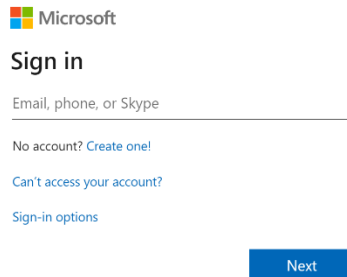 Microsoft
Sign in
Email, phone, or Skype
No account? Create one!
Can't access your account?
Sign-in options
Next